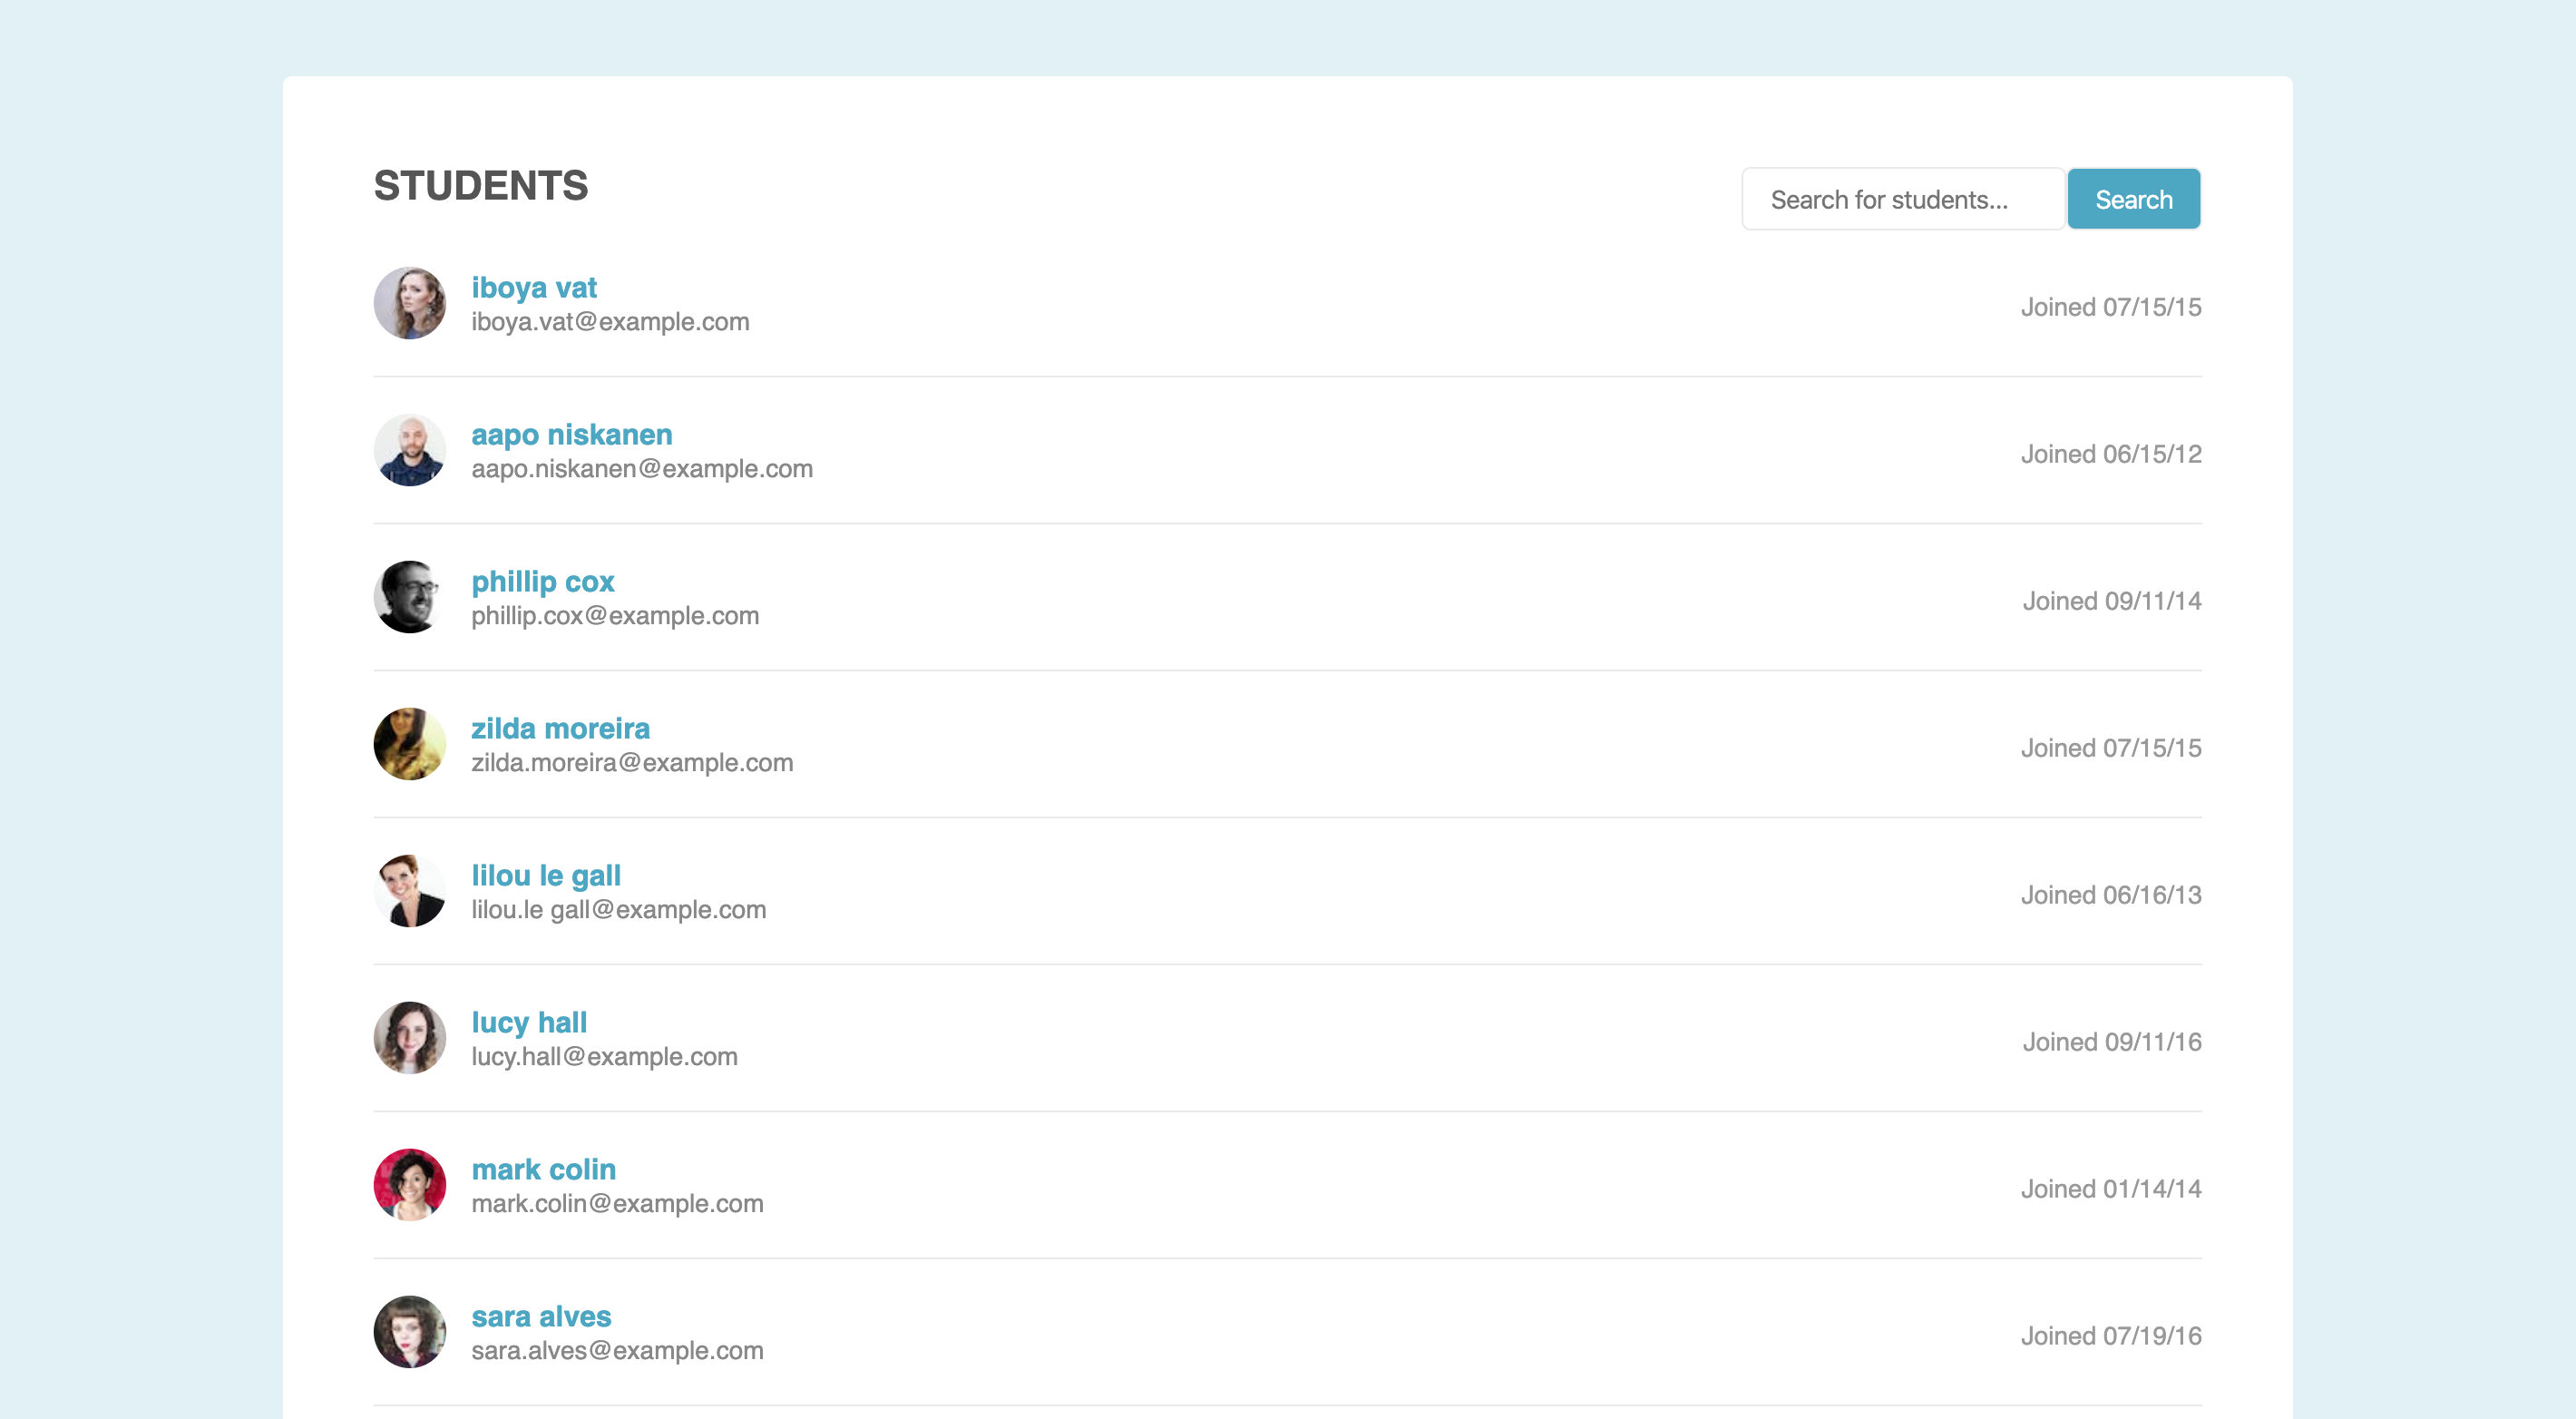 STUDENTS
Search for students...
Search
iboya vat
iboya.vat@example.com
Joined 07/15/15
aapo niskanen
aapo.niskanen@example.com
Joined 06/15/12
phillip cox
phillip.cox@example.com
Joined 09/11/14
zilda moreira
zilda.moreira@example.com
Joined 07/15/15
lilou le gall
lilou.le gall@example.com
Joined 06/16/13
lucy hall
lucy.hall@example.com
Joined 09/11/16
mark colin
mark.colin@example.com
Joined 01/14/14
sara alves
sara.alves@example.com
Joined 07/19/16